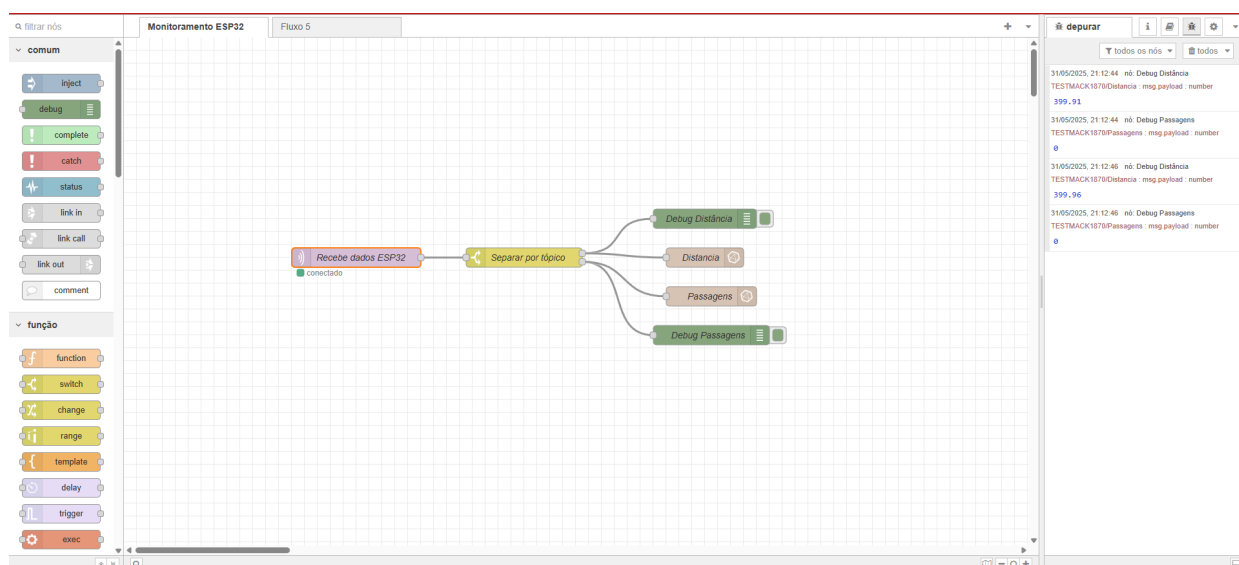 filtrar nós
Monitoramento ESP32
Fluxo 5
depurar
comum
inject
debug
complete
catch
status
link in
link call
link out
comment
função
function
switch
change
range
template
delay
trigger
exec
Recebe dados ESP32
conectado
Separar por tópico
Debug Distância
Distancia
Passagens
Debug Passagens
todos os nós
todos
31/05/2025, 21:12:44 nó: Debug Distância
TESTMACK1870/Distancia : msg.payload : number
399.91
31/05/2025, 21:12:44 nó: Debug Passagens
TESTMACK1870/Passagens : msg.payload : number
0
31/05/2025, 21:12:46 nó: Debug Distância
TESTMACK1870/Distancia : msg.payload : number
399.96
31/05/2025, 21:12:46 nó: Debug Passagens
TESTMACK1870/Passagens : msg.payload : number
0